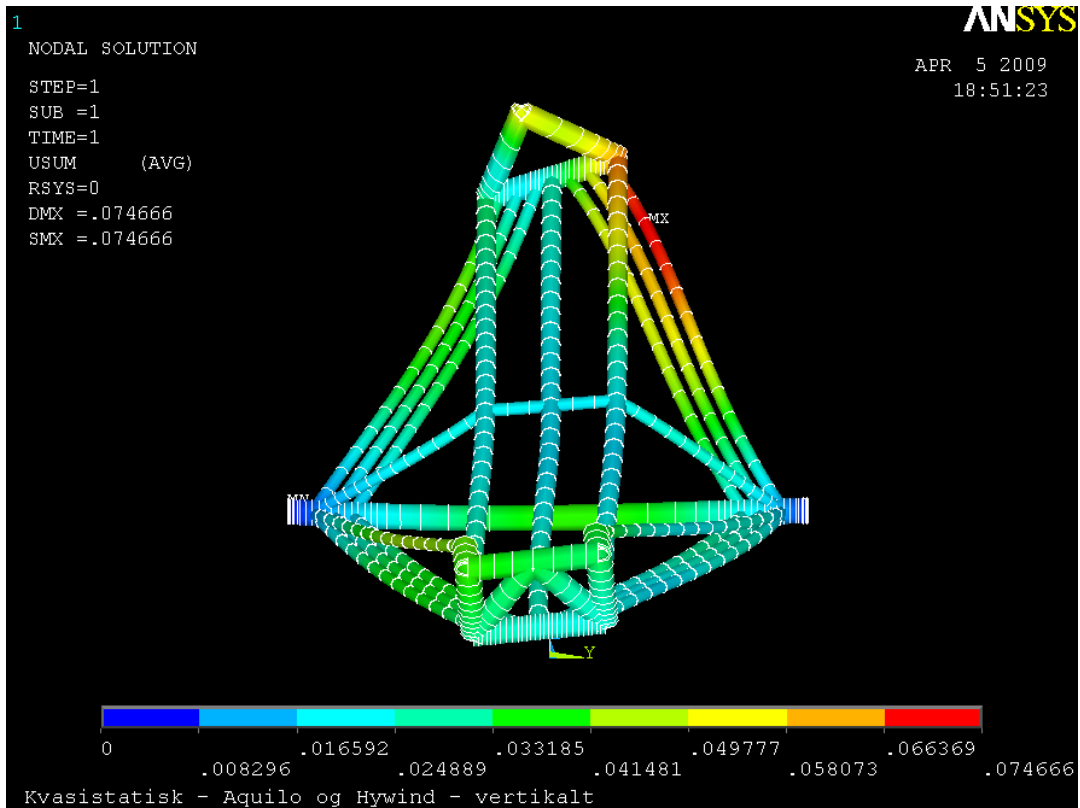 1
ANSYS
NODAL SOLUTION
APR 5 2009
18:51:23
STEP=1
SUB =1
TIME=1
USUM (AVG)
RSYS=0
DMX =.074666
SMX =.074666
MX
MN
Y
0 .016592 .033185 .049777 .066369
.008296 .024889 .041481 .058073 .074666
Kvasistatisk - Aquilo og Hywind - vertikalt